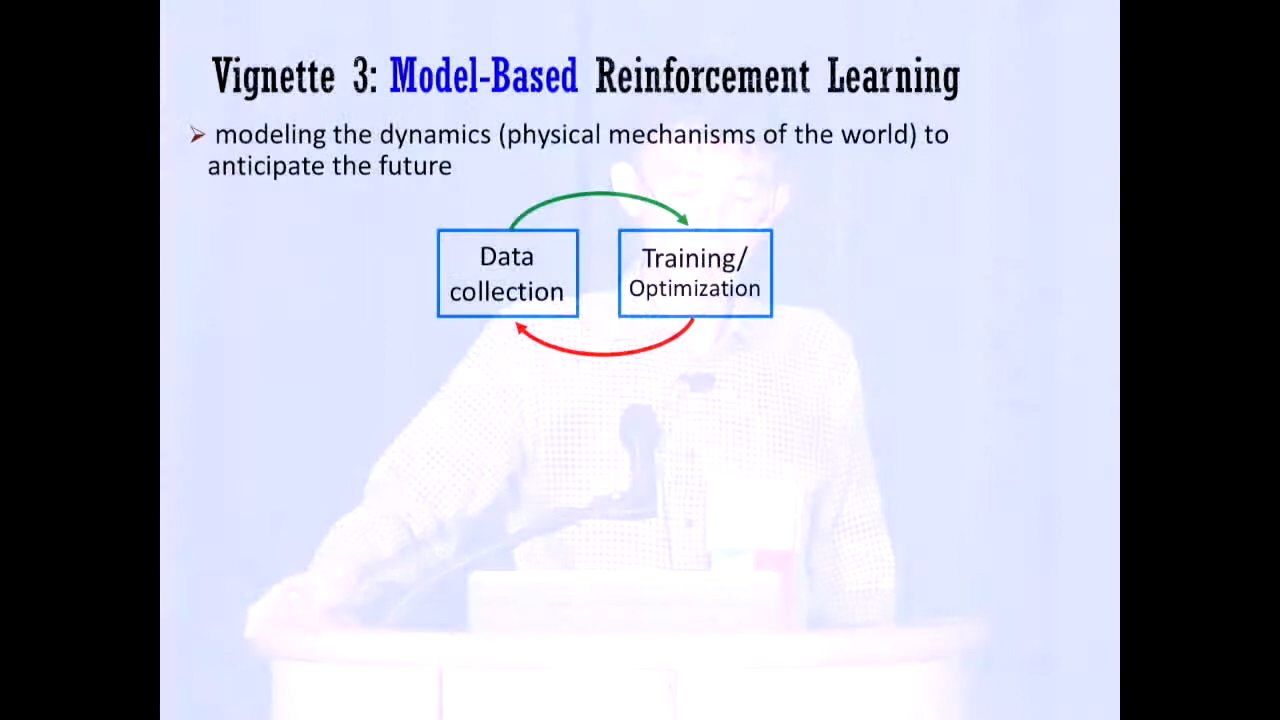 Vignette 3: Model-Based Reinforcement Learning
➢ modeling the dynamics (physical mechanisms of the world) to
anticipate the future
Data
collection
Training/
Optimization